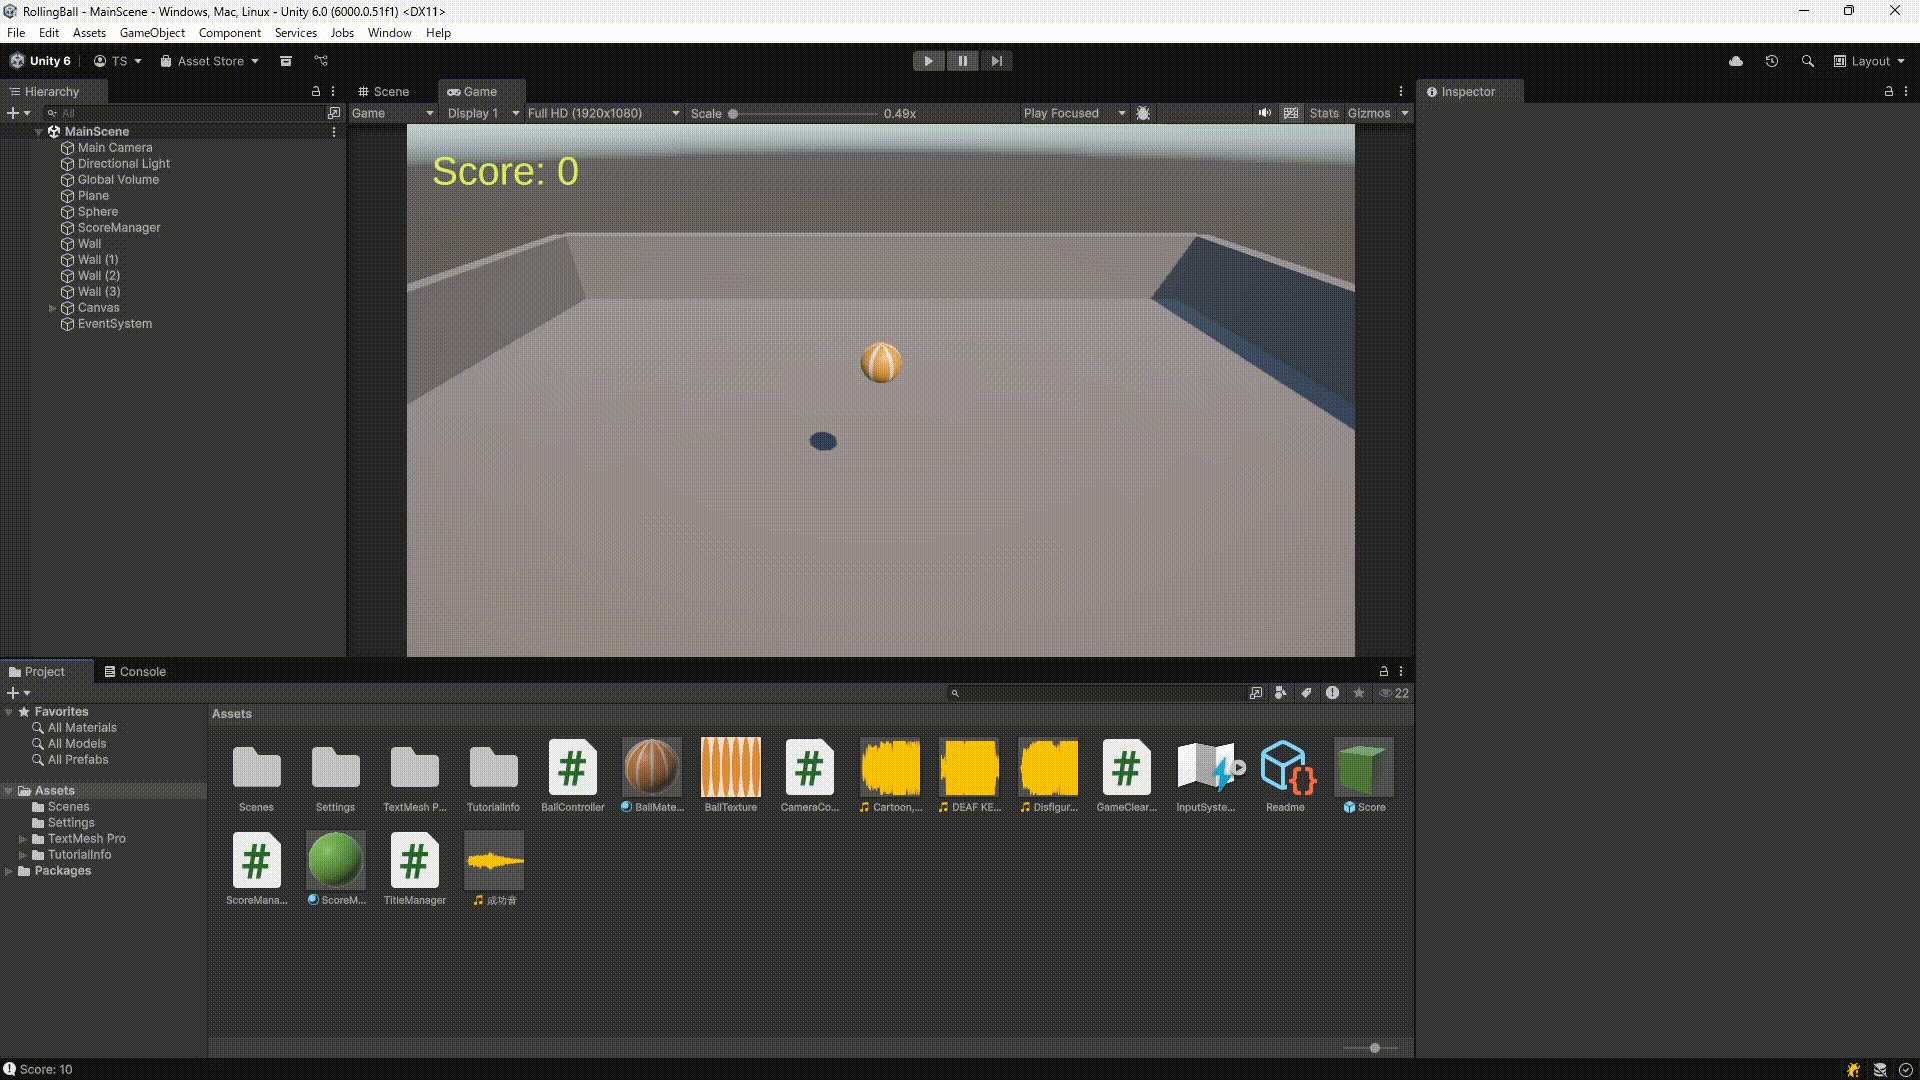 RollingBall - MainScene - Windows, Mac, Linux - Unity 6.0 (6000.0.51f1) <DX11>
File Edit Assets GameObject Component Services Jobs Window Help
Unity 6 TS Asset Store Layout
Hierarchy
All
MainScene
Main Camera
Directional Light
Global Volume
Plane
Sphere
ScoreManager
Wall
Wall (1)
Wall (2)
Wall (3)
Canvas
EventSystem
Scene Game
Game Display 1 Full HD (1920x1080) Scale 0.49x Play Focused Stats Gizmos
Score: 0
Inspector
Project Console
22
Favorites
All Materials
All Models
All Prefabs
Assets
Scenes
Settings
TextMesh Pro
TutorialInfo
Packages
Assets
Scenes Settings TextMesh P... TutorialInfo BallController BallMate... BallTexture CameraCo... Cartoon,... DEAF KE... Disfigur... GameClear... InputSyste... Readme Score
ScoreMana... ScoreM... TitleManager 成功音
Score: 10